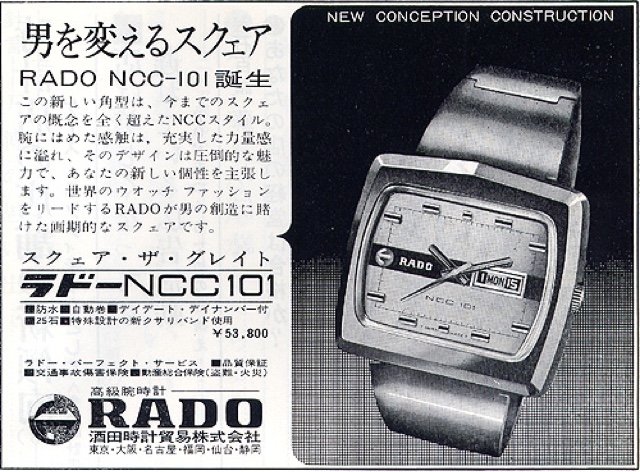 男を変えるスクェア
RADO NCC-101 誕生
この新しい角型は、今までのスクェ
アの概念を全く超えたNCCスタイル。
腕にはめた感触は、充実した力量感
に溢れ、そのデザインは圧倒的な魅
力で、あなたの新しい個性を主張し
ます。世界のウオッチ ファッション
をリードするRADOが男の創造に賭
けた画期的なスクェアです。
スクェア・ザ・グレイト
ラドーNCC101
■防水■自動巻■デイデート・デイナンバー付
■25石■特殊設計の新クサリバンド使用
￥53,800
ラドー・パーフェクト・サービス ■品質保証
■交通事故傷害保険■動産総合保険(盗難・火災)
高級腕時計
RADO
酒田時計貿易株式会社
東京・大阪・名古屋・福岡・仙台・静岡
NEW CONCEPTION CONSTRUCTION
RADO
1 MON 15
NCC 101